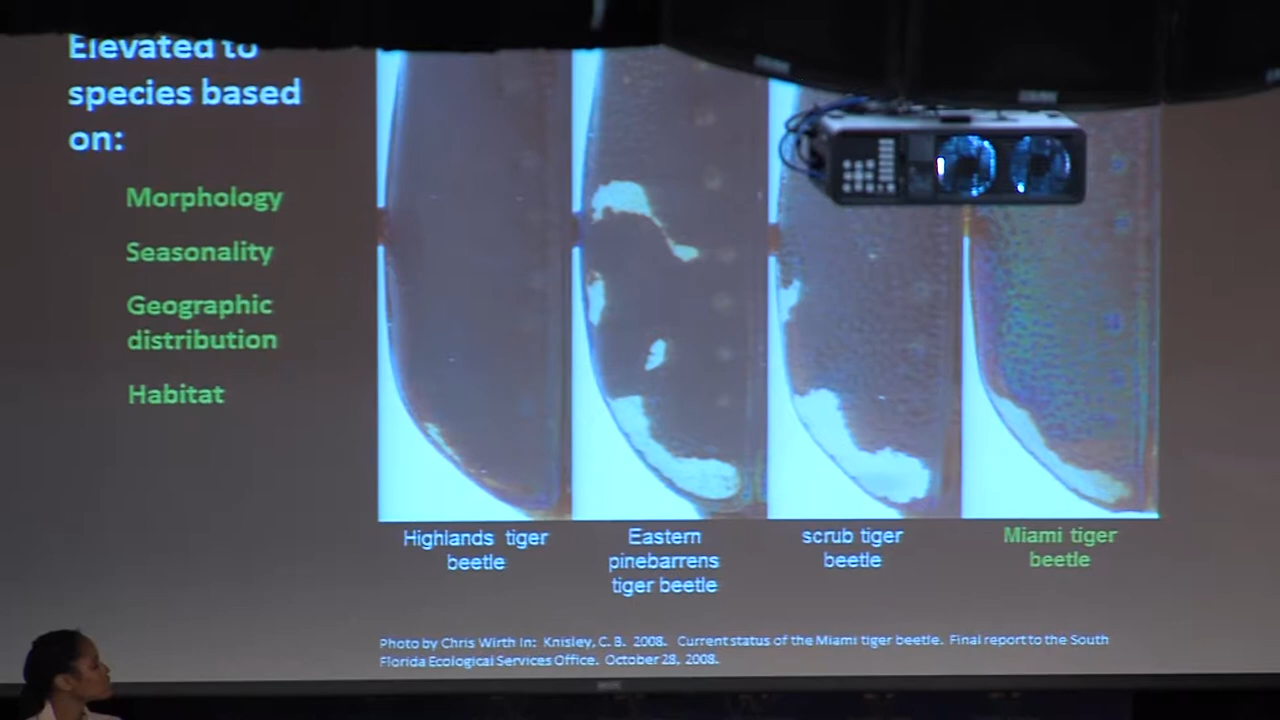 Elevated to
species based
on:
Morphology
Seasonality
Geographic
distribution
Habitat
Highlands tiger
beetle
Eastern
pinebarrens
tiger beetle
scrub tiger
beetle
Miami tiger
beetle
Photo by Chris Wirth In: Knisley, C. B. 2008. Current status of the Miami tiger beetle. Final report to the South
Florida Ecological Services Office. October 28, 2008.